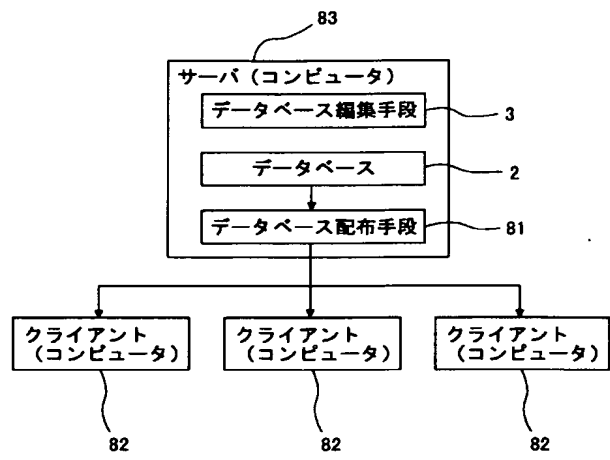 83
サーバ(コンピュータ)
データベース編集手段
3
データベース
2
データベース配布手段
81
クライアント
(コンピュータ)
クライアント
(コンピュータ)
クライアント
(コンピュータ)
82
82
82